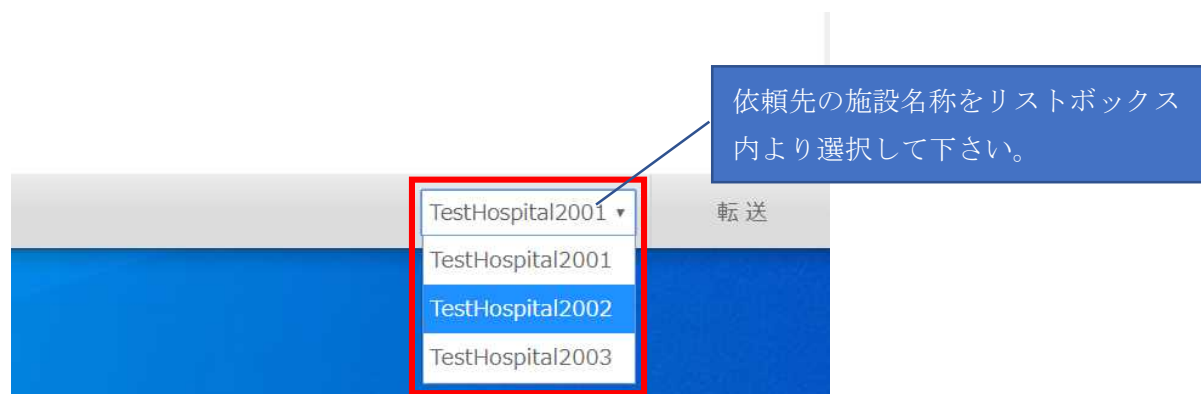 依頼先の施設名称をリストボックス
内より選択して下さい。
TestHospital2001 ▾ 転 送
TestHospital2001
TestHospital2002
TestHospital2003